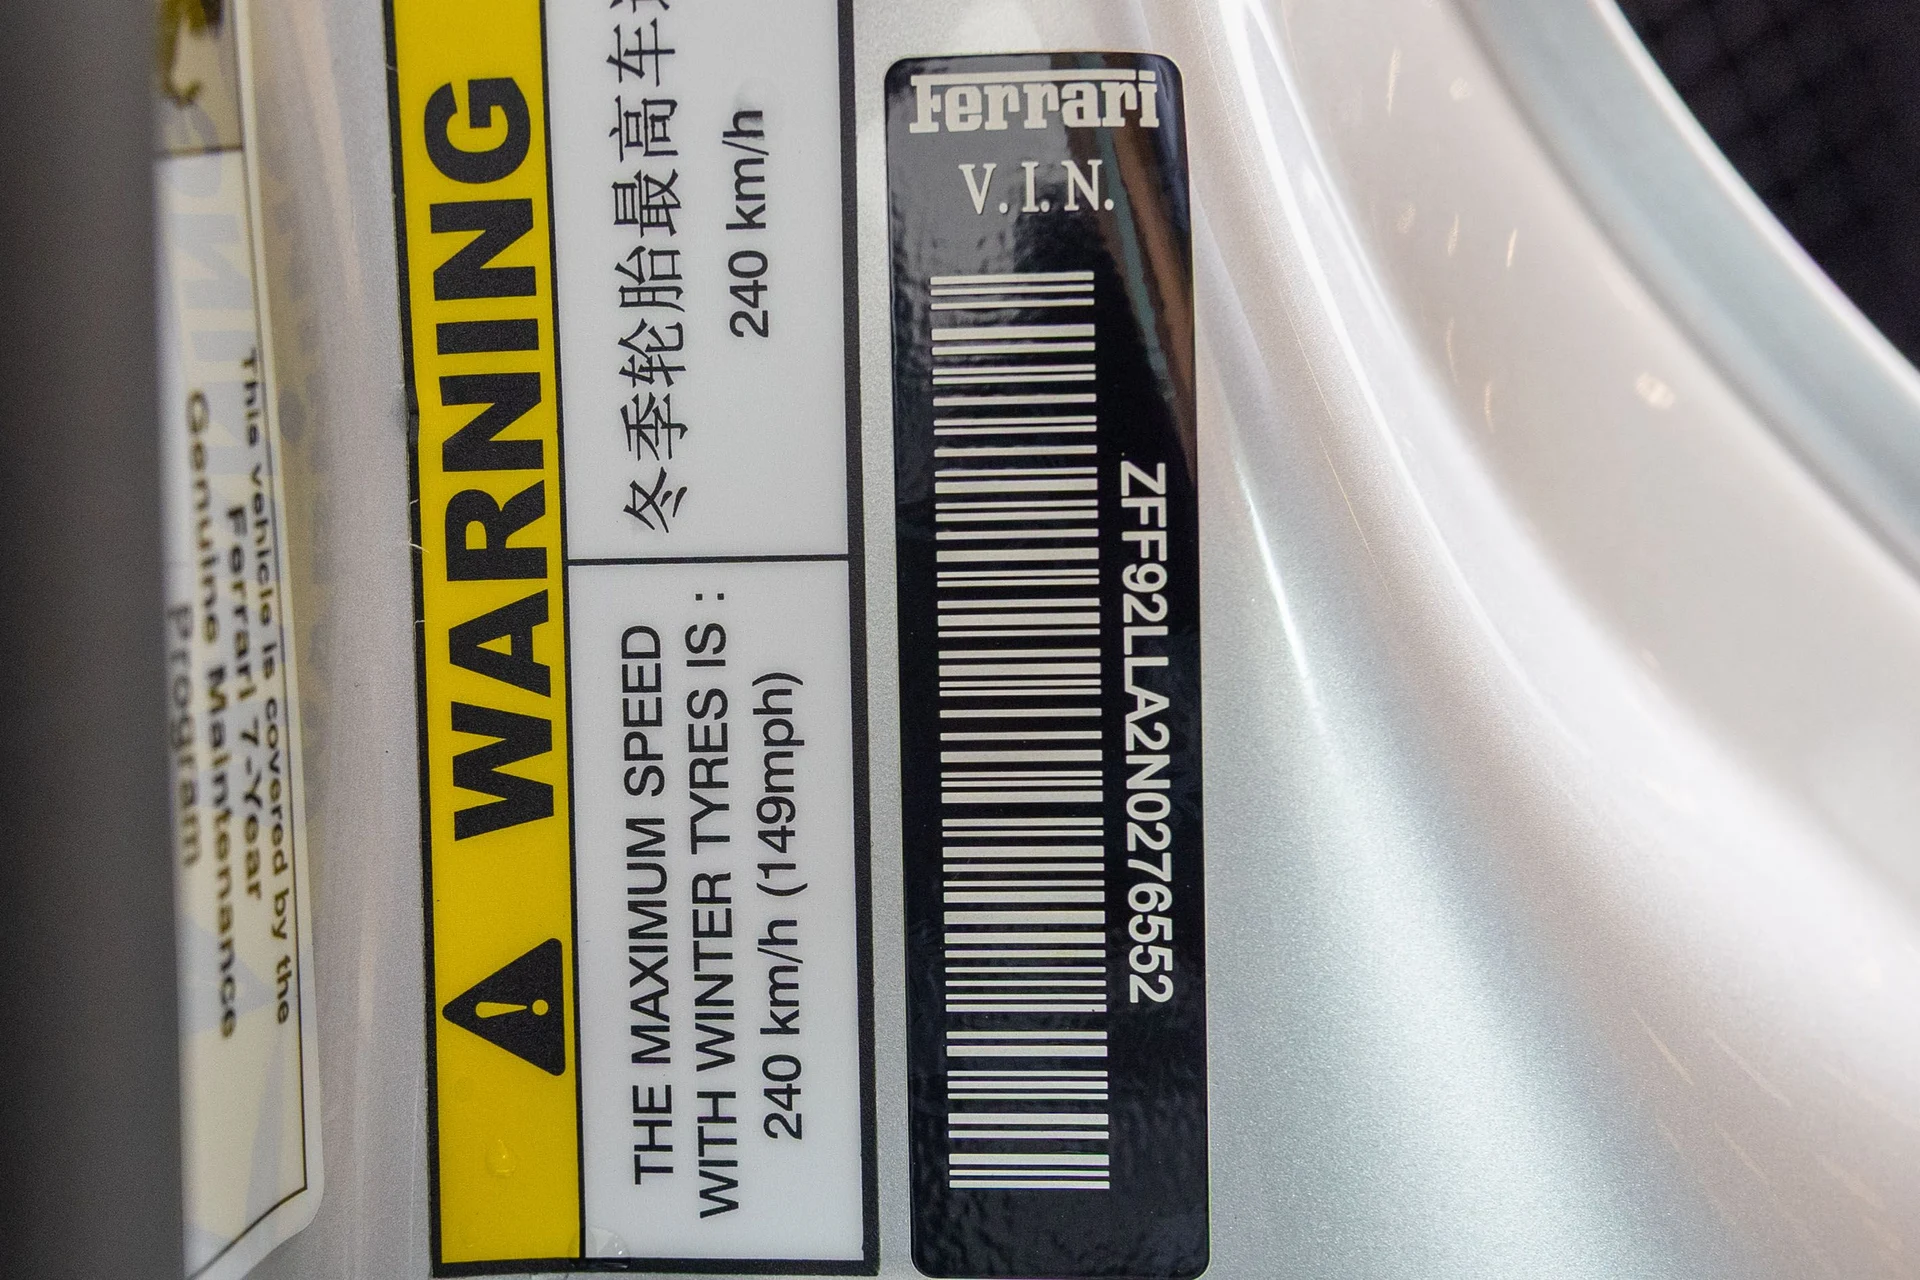 This vehicle is covered by the
Ferrari 7-Year
Genuine Maintenance
Program
WARNING
冬季轮胎最高车
240 km/h
THE MAXIMUM SPEED
WITH WINTER TYRES IS :
240 km/h (149mph)
Ferrari
V.I.N.
ZFF92LLA2N0276552